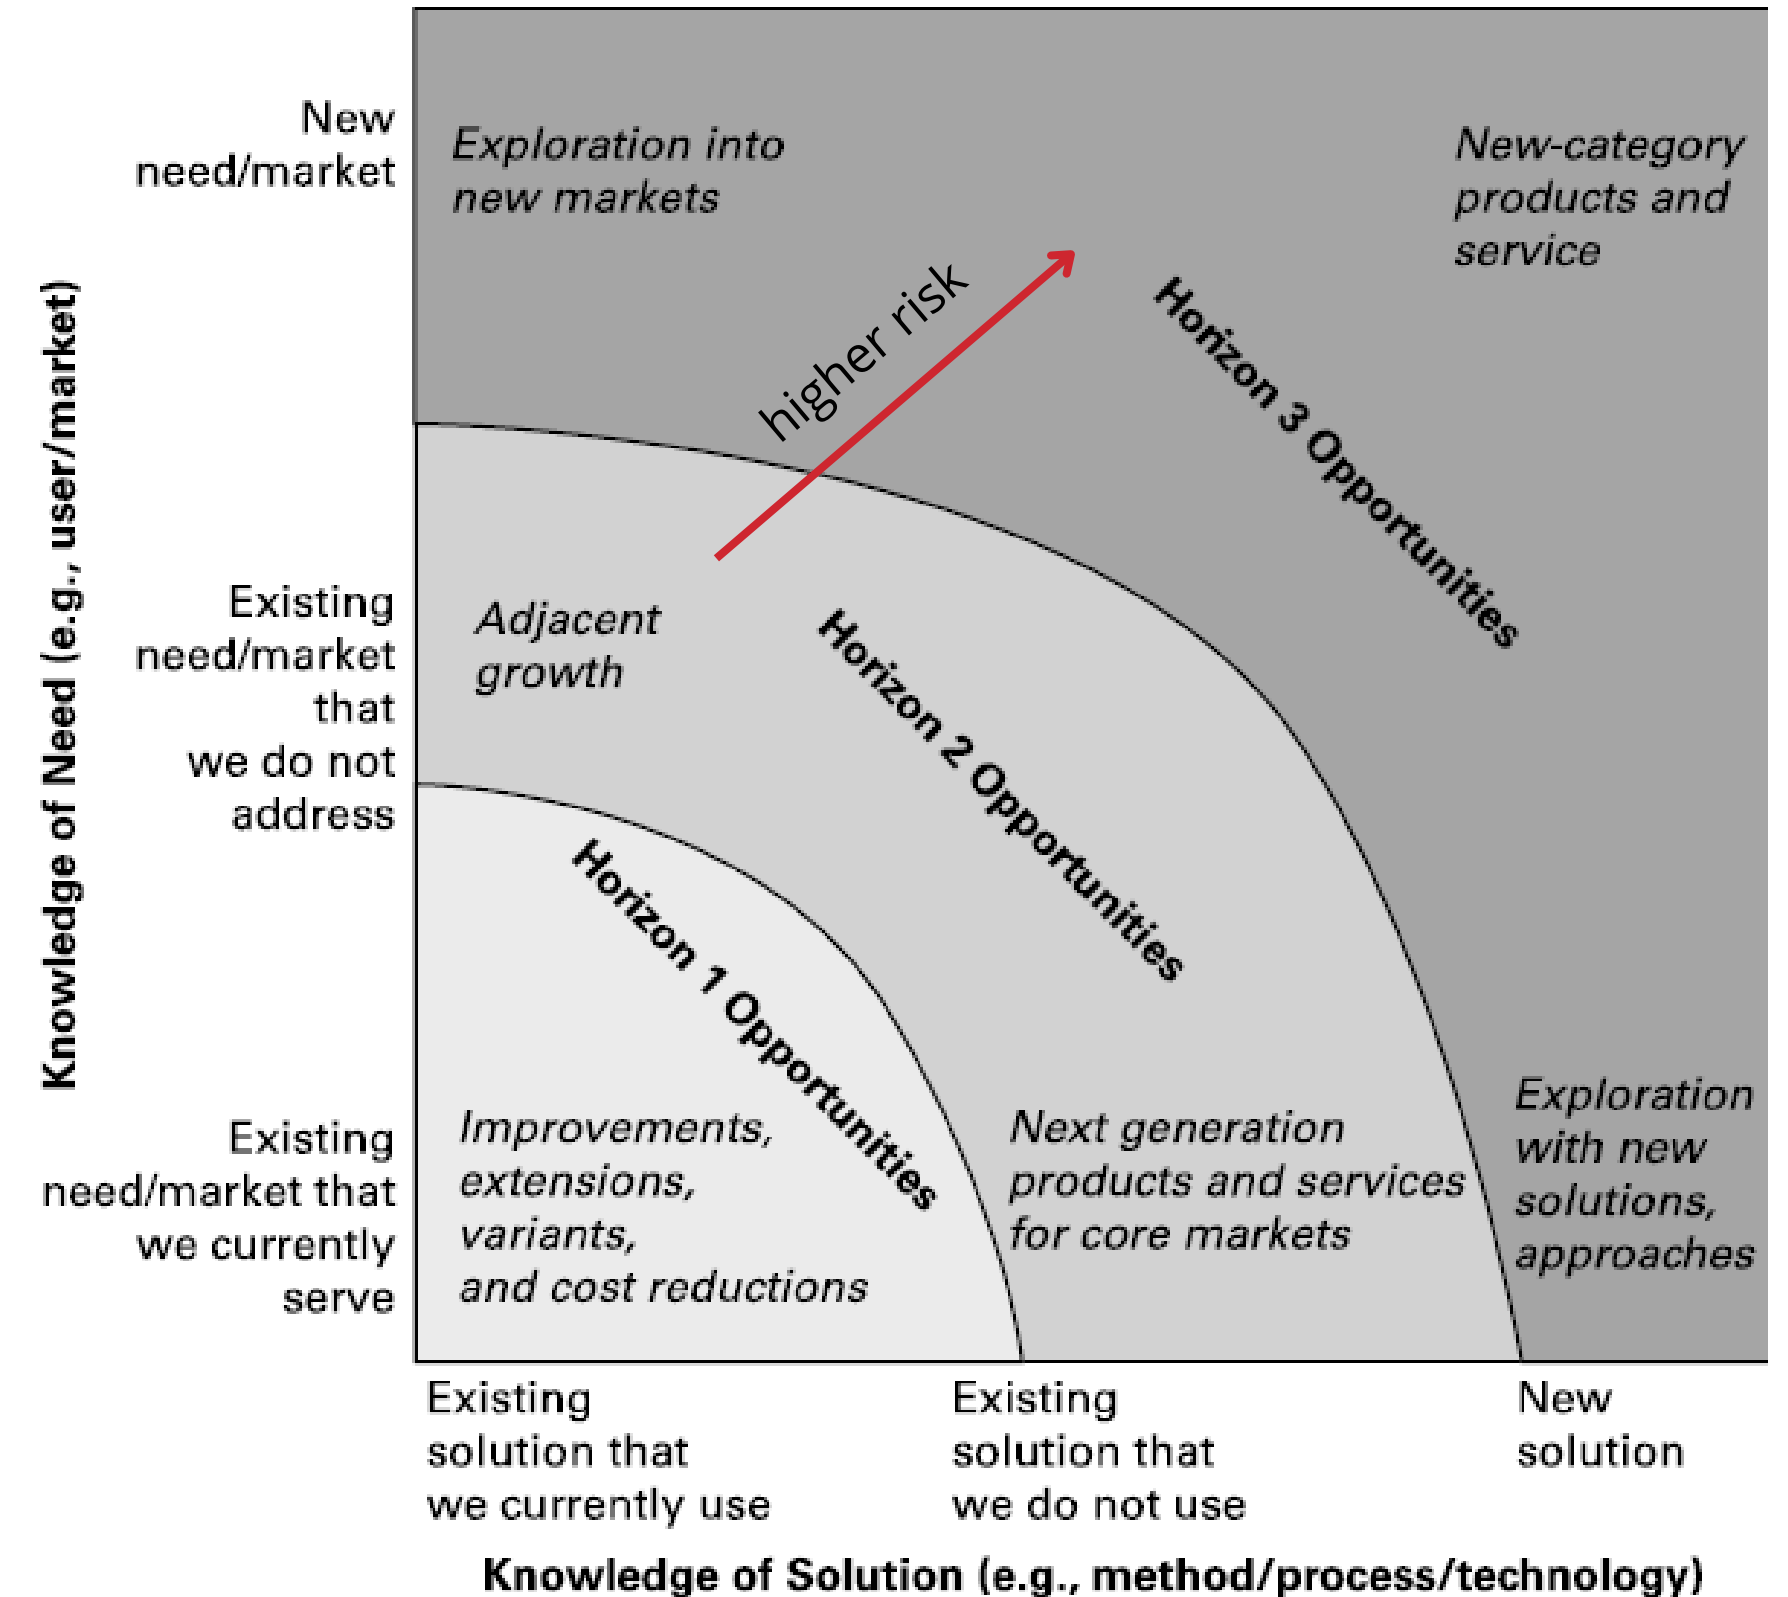 New
need/market
Exploration into
new markets
New-category
products and
service
higher risk
Horizon 3 Opportunities
Knowledge of Need (e.g., user/market)
Existing
need/market
that
we do not
address
Adjacent
growth
Horizon 2 Opportunities
Horizon 1 Opportunities
Existing
need/market that
we currently
serve
Improvements,
extensions,
variants,
and cost reductions
Next generation
products and services
for core markets
Exploration
with new
solutions,
approaches
Existing
solution that
we currently use
Existing
solution that
we do not use
New
solution
Knowledge of Solution (e.g., method/process/technology)